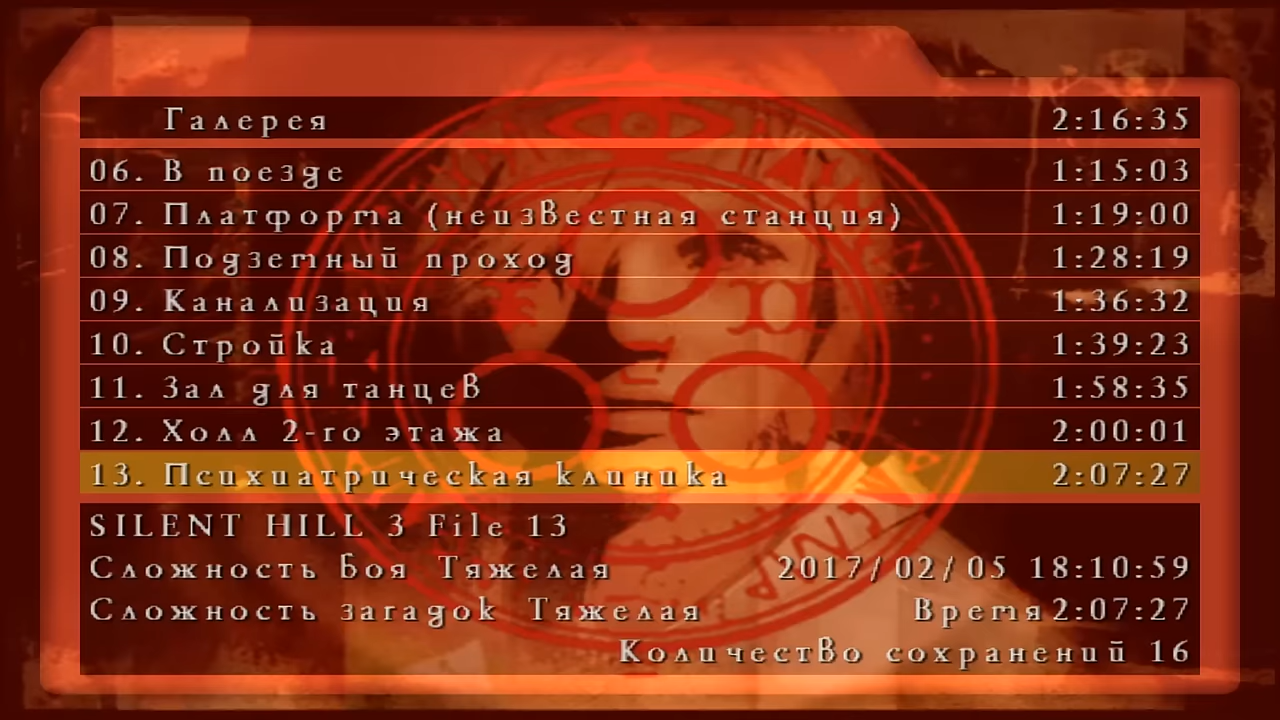 Галерея 2:16:35
06. В поезде 1:15:03
07. Платформа (неизвестная станция) 1:19:00
08. Подземный проход 1:28:19
09. Канализация 1:36:32
10. Стройка 1:39:23
11. Зал для танцев 1:58:35
12. Холл 2-го этажа 2:00:01
13. Психиатрическая клиника 2:07:27
SILENT HILL 3 File 13
Сложность боя Тяжелая 2017/02/05 18:10:59
Сложность загадок Тяжелая Время 2:07:27
Количество сохранений 16